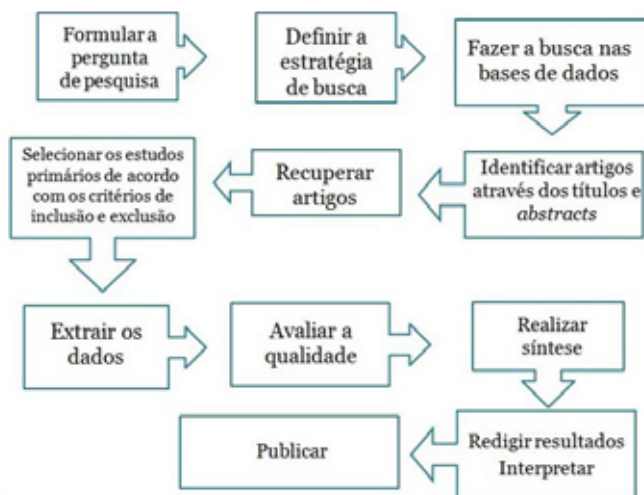 Formular a
pergunta
de pesquisa
Definir a
estratégia
de busca
Fazer a busca nas
bases de dados
Identificar artigos
através dos títulos e
abstracts
Recuperar
artigos
Selecionar os estudos
primários de acordo
com os critérios de
inclusão e exclusão
Extrair os
dados
Avaliar a
qualidade
Realizar
síntese
Redigir resultados
Interpretar
Publicar